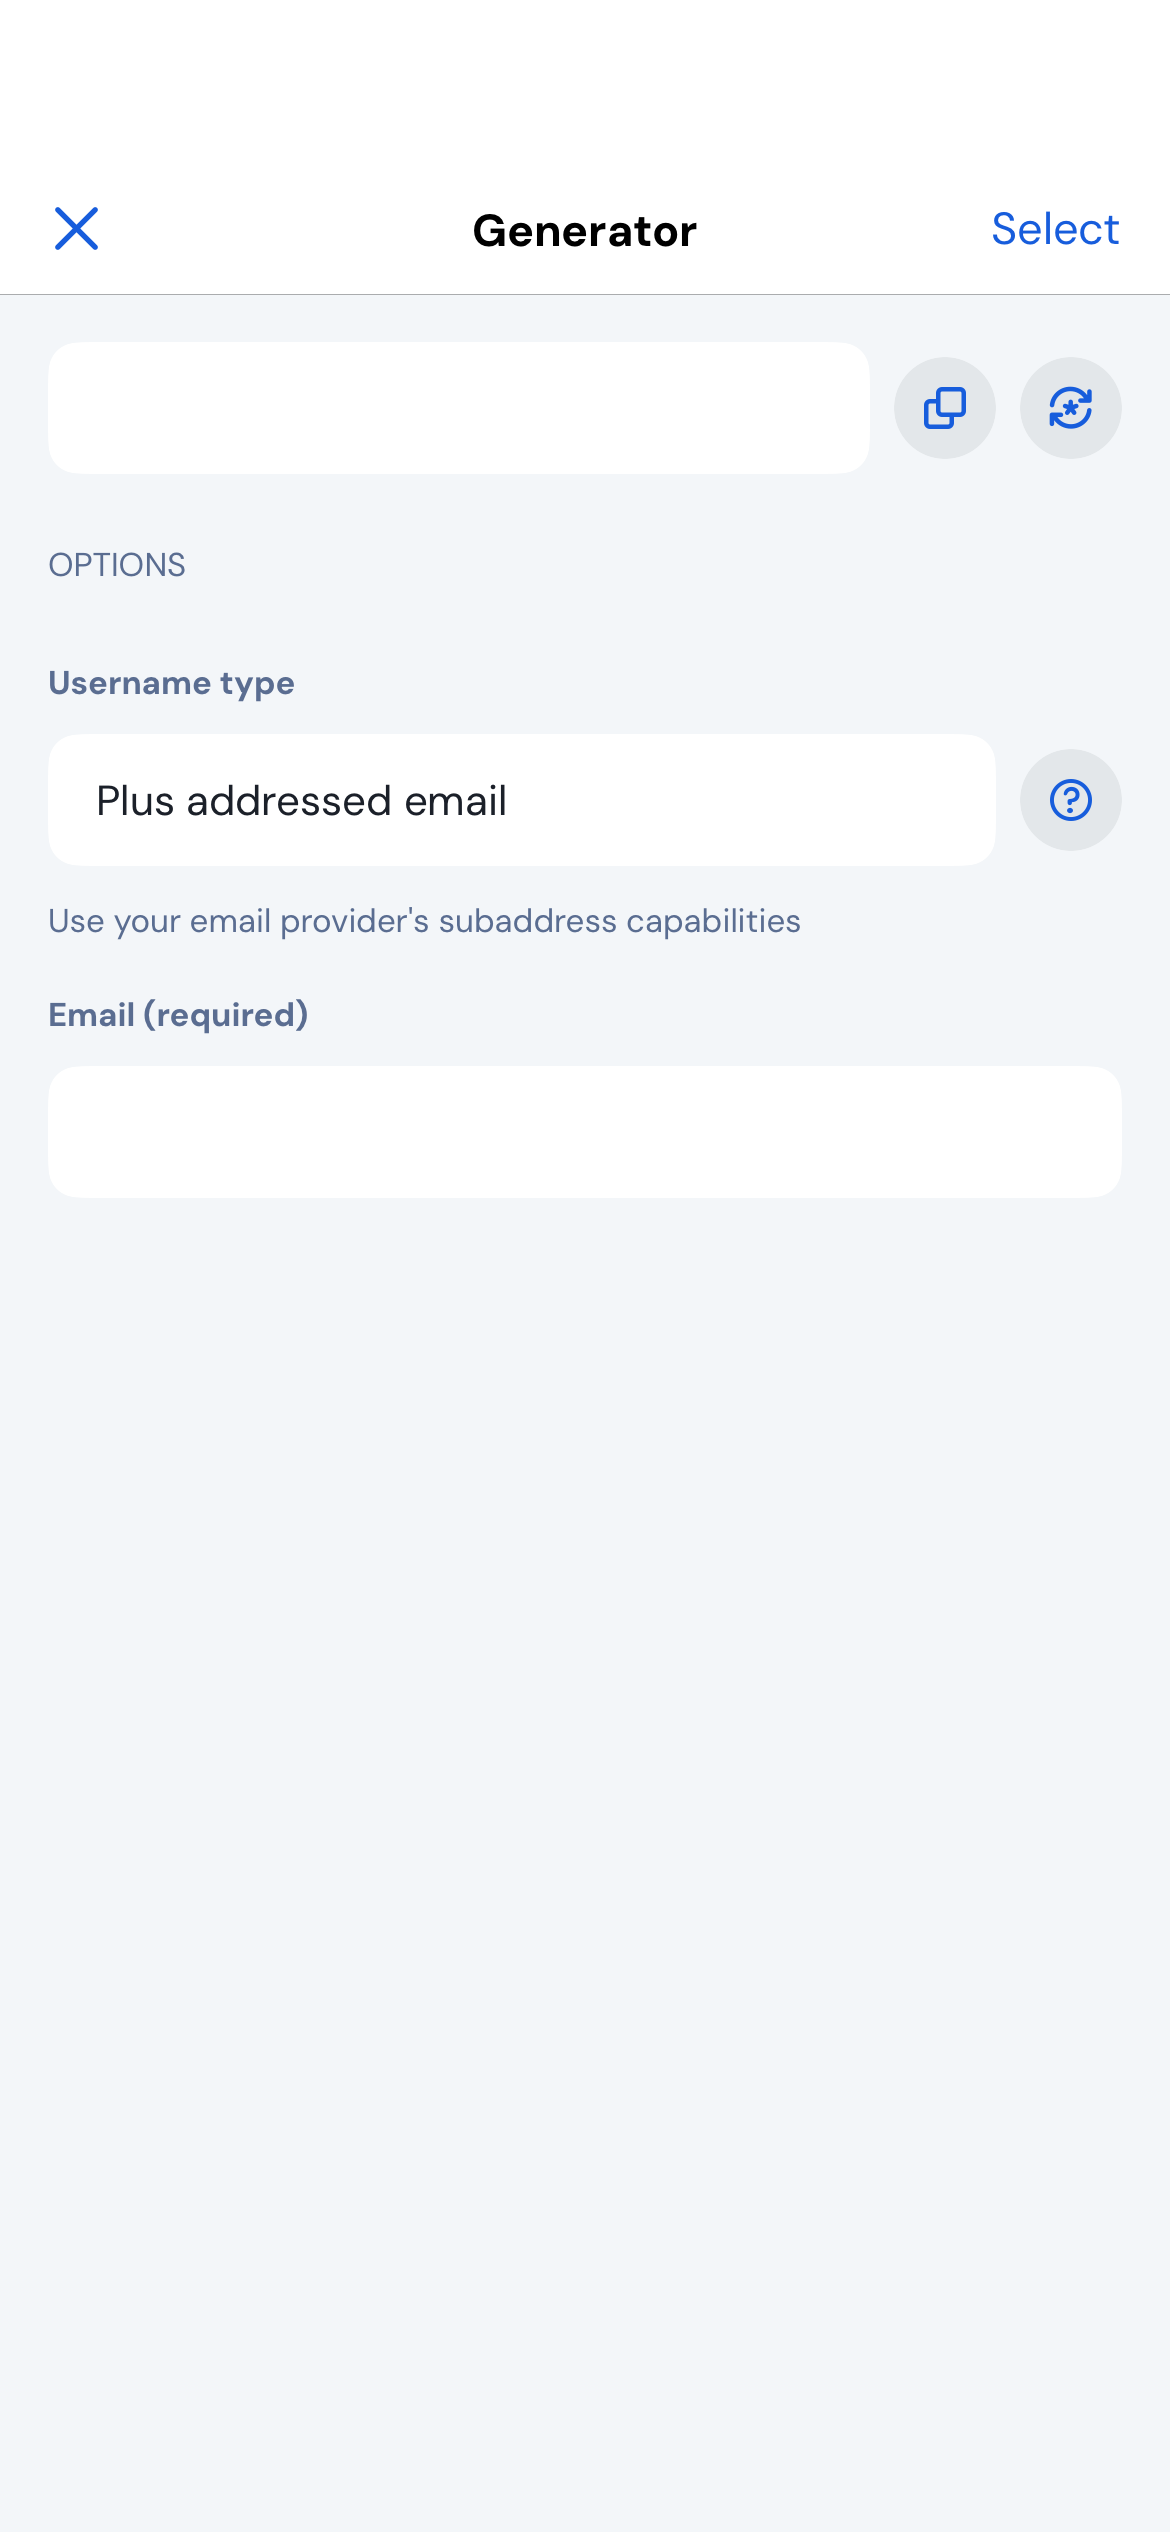 Generator
Select
OPTIONS
Username type
Plus addressed email
Use your email provider's subaddress capabilities
Email (required)